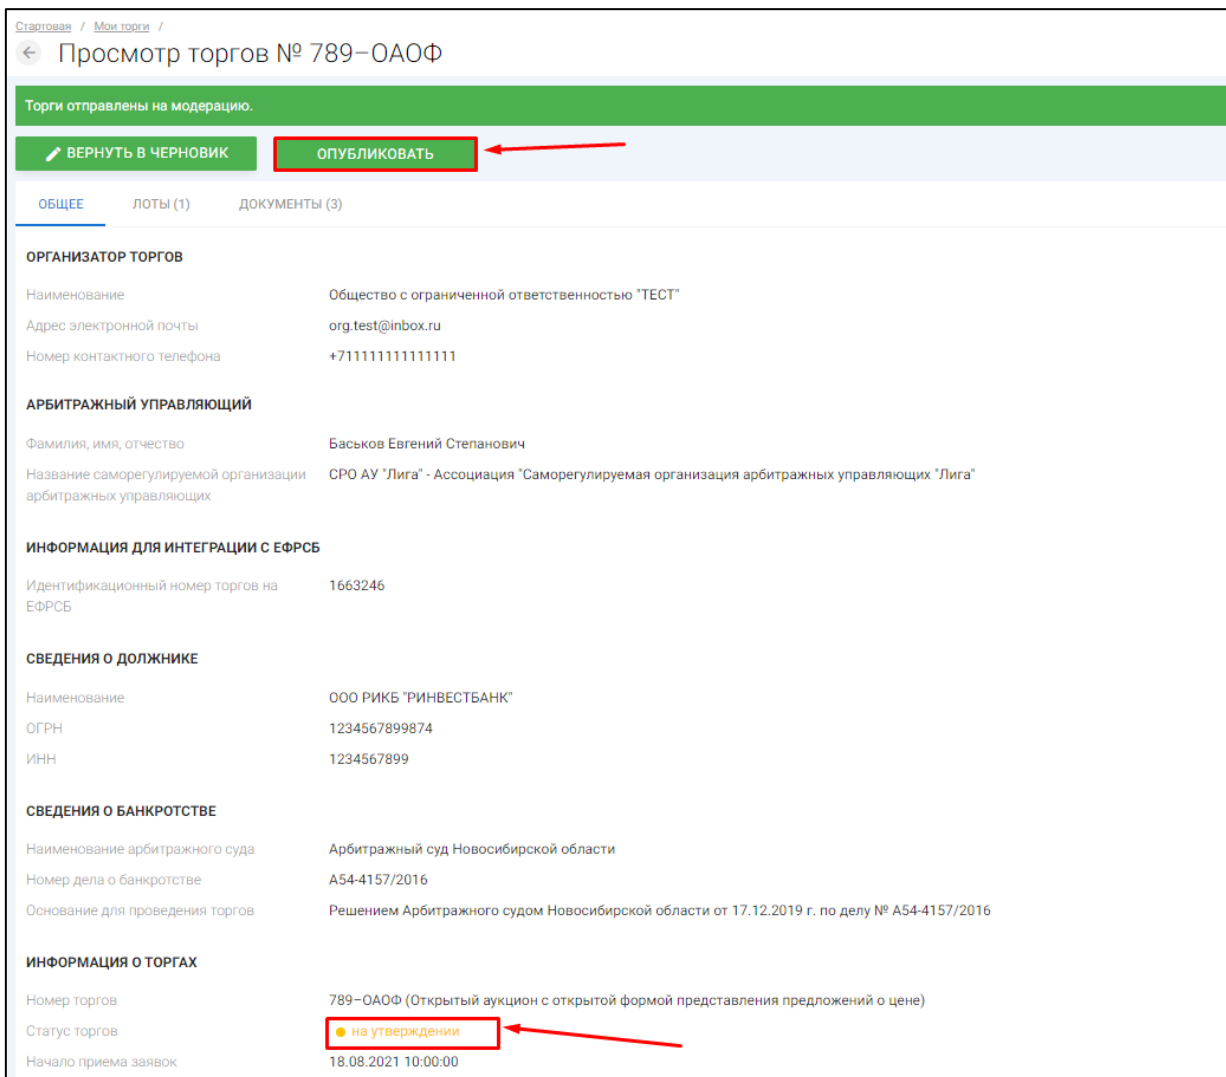 Стартовая / Мои торги /
Просмотр торгов № 789–ОАОФ
Торги отправлены на модерацию.
ВЕРНУТЬ В ЧЕРНОВИК ОПУБЛИКОВАТЬ
ОБЩЕЕ ЛОТЫ (1) ДОКУМЕНТЫ (3)
ОРГАНИЗАТОР ТОРГОВ
Наименование Общество с ограниченной ответственностью "ТЕСТ"
Адрес электронной почты org.test@inbox.ru
Номер контактного телефона +711111111111111
АРБИТРАЖНЫЙ УПРАВЛЯЮЩИЙ
Фамилия, имя, отчество Баськов Евгений Степанович
Название саморегулируемой организации СРО АУ "Лига" - Ассоциация "Саморегулируемая организация арбитражных управляющих "Лига"
арбитражных управляющих
ИНФОРМАЦИЯ ДЛЯ ИНТЕГРАЦИИ С ЕФРСБ
Идентификационный номер торгов на 1663246
ЕФРСБ
СВЕДЕНИЯ О ДОЛЖНИКЕ
Наименование ООО РИКБ "РИНВЕСТБАНК"
ОГРН 1234567899874
ИНН 1234567899
СВЕДЕНИЯ О БАНКРОТСТВЕ
Наименование арбитражного суда Арбитражный суд Новосибирской области
Номер дела о банкротстве А54-4157/2016
Основание для проведения торгов Решением Арбитражного судом Новосибирской области от 17.12.2019 г. по делу № А54-4157/2016
ИНФОРМАЦИЯ О ТОРГАХ
Номер торгов 789–ОАОФ (Открытый аукцион с открытой формой представления предложений о цене)
Статус торгов на утверждении
Начало приема заявок 18.08.2021 10:00:00